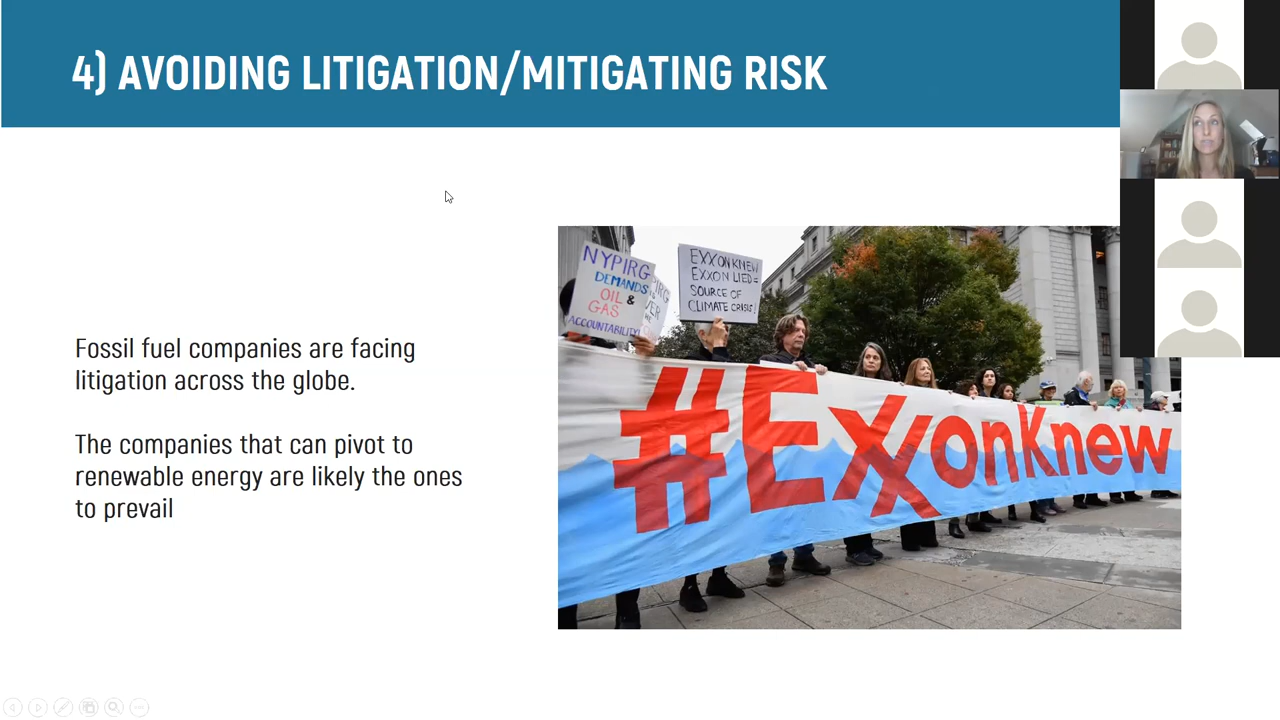 4) AVOIDING LITIGATION/MITIGATING RISK
Fossil fuel companies are facing
litigation across the globe.
The companies that can pivot to
renewable energy are likely the ones
to prevail
NYPIRG
DEMANDS
OIL &
GAS
ACCOUNTABILITY
EXXON KNEW
EXXON LIED =
SOURCE OF
CLIMATE CRISIS!
#ExxonKnew